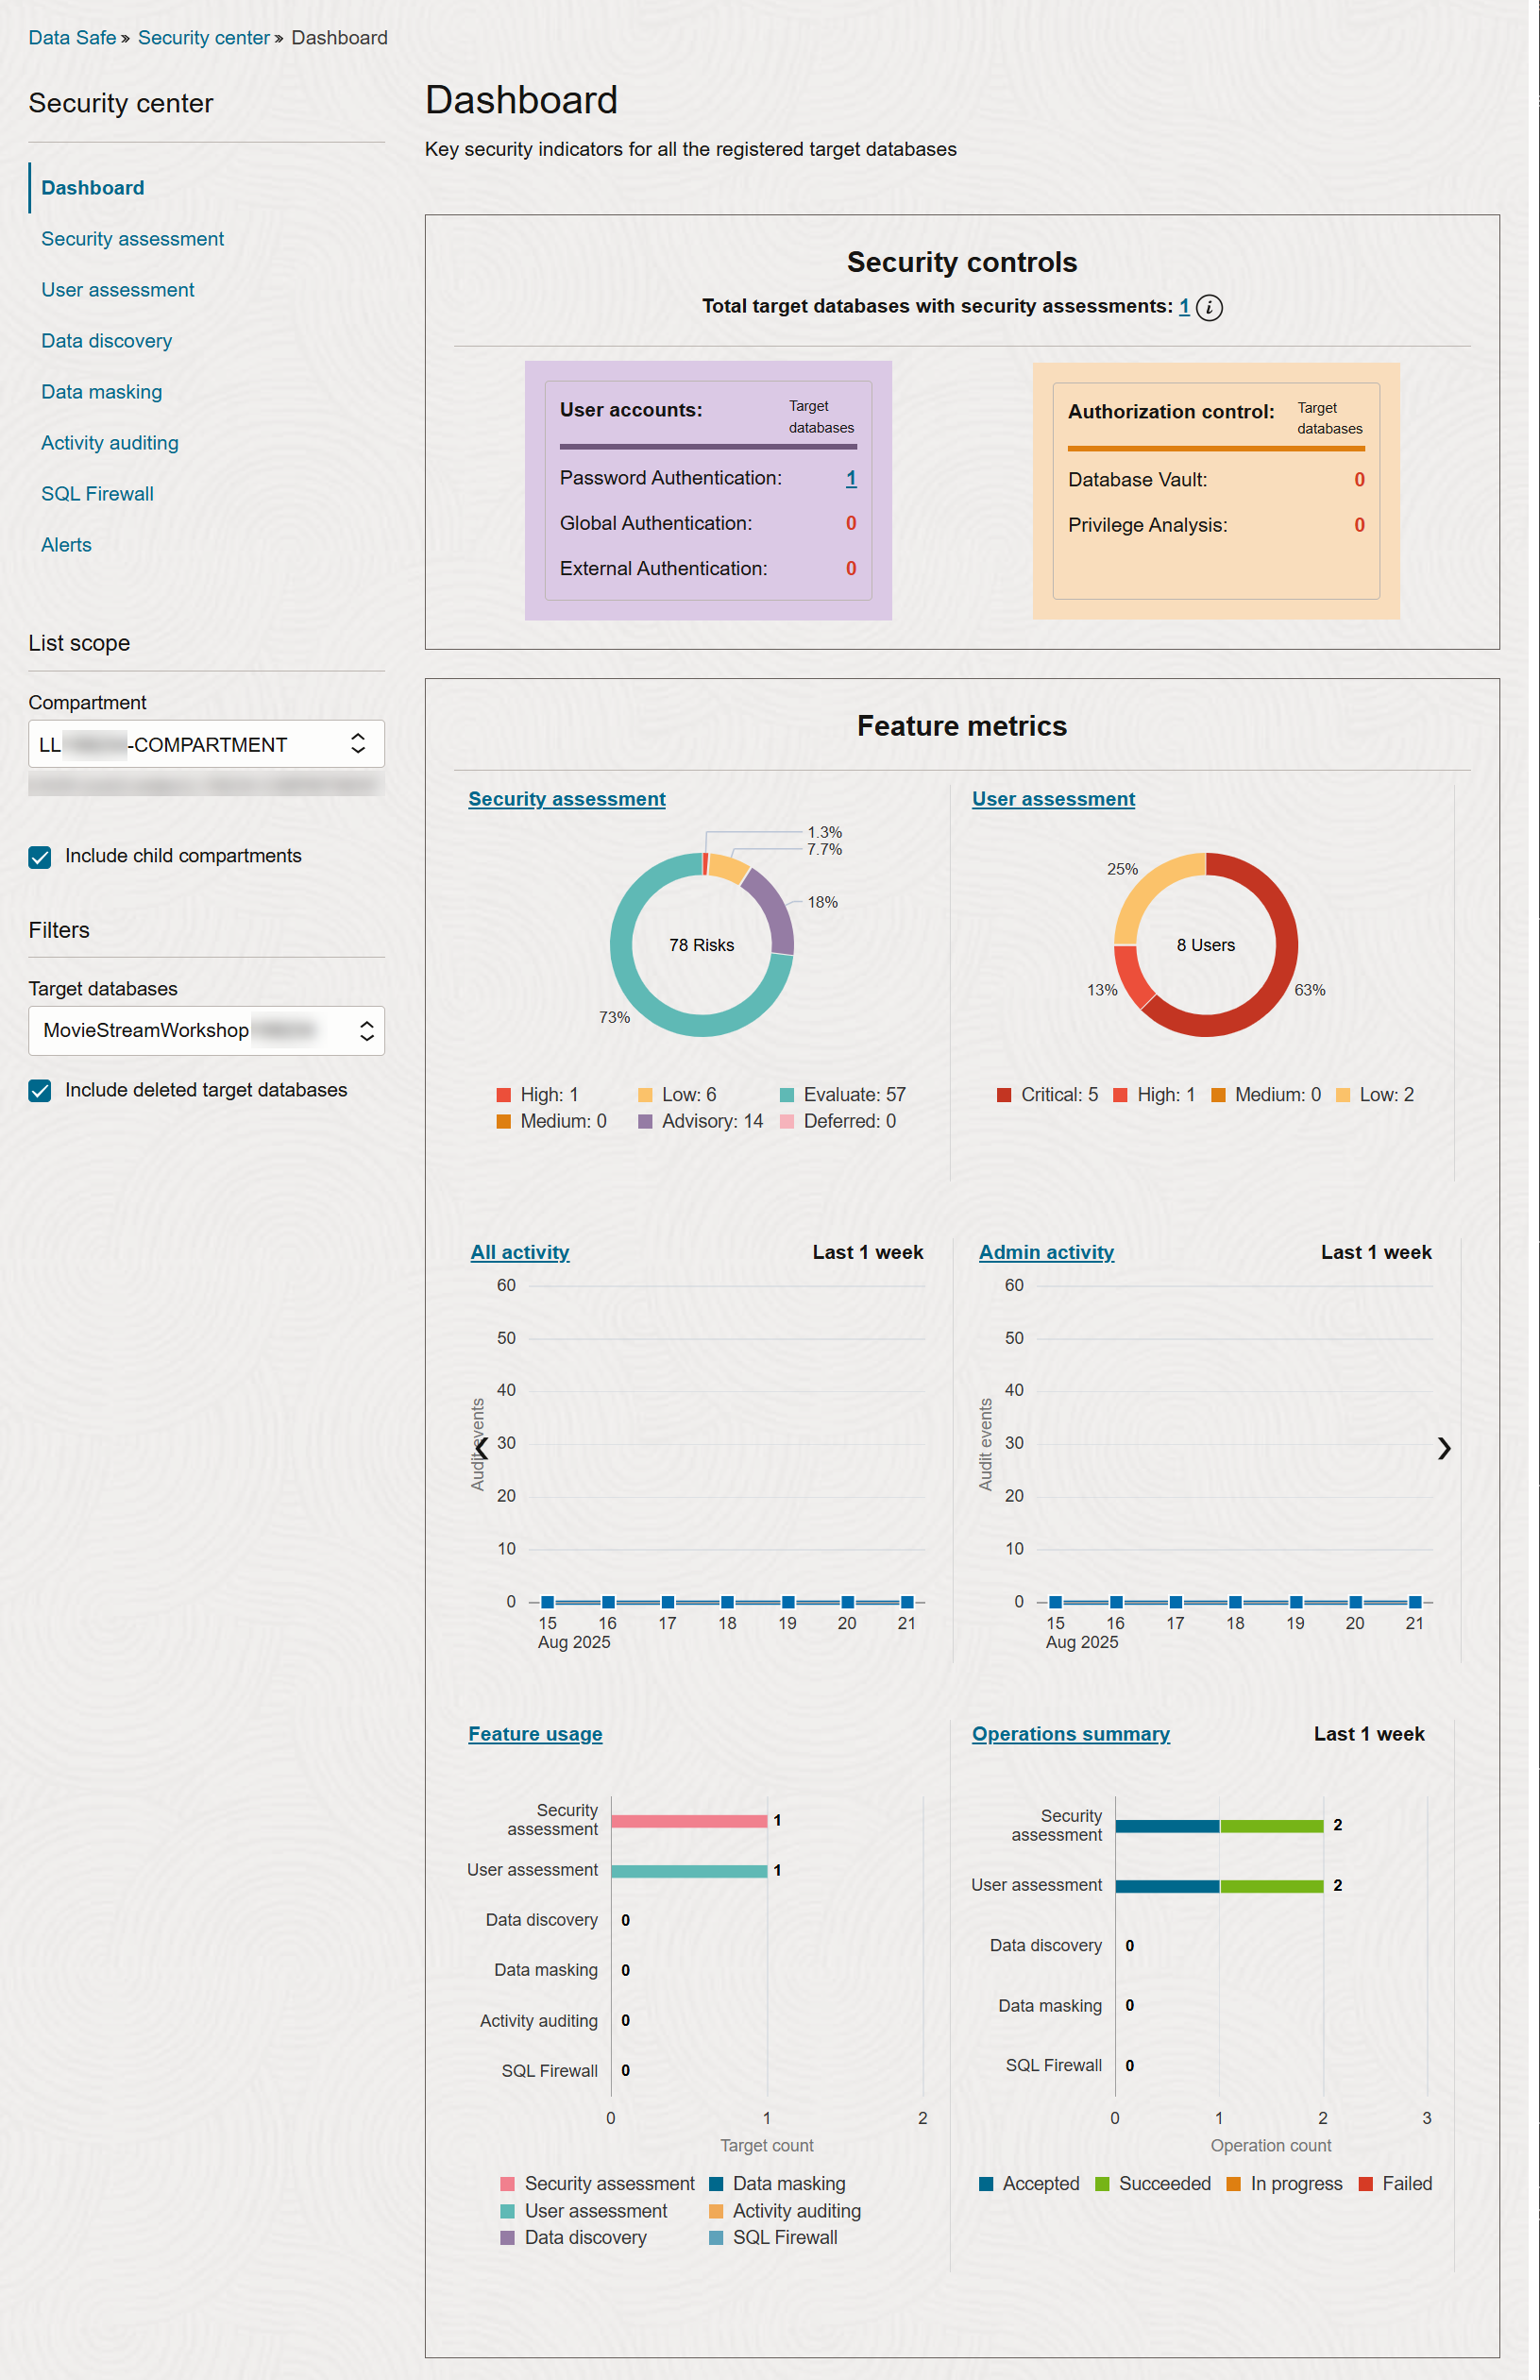 Data Safe » Security center » Dashboard
Security center
Dashboard
Security assessment
User assessment
Data discovery
Data masking
Activity auditing
SQL Firewall
Alerts
List scope
Compartment
LL -COMPARTMENT
Include child compartments
Filters
Target databases
MovieStreamWorkshop
Include deleted target databases
Dashboard
Key security indicators for all the registered target databases
Security controls
Total target databases with security assessments: 1 i
User accounts: Target
databases
Password Authentication: 1
Global Authentication: 0
External Authentication: 0
Authorization control: Target
databases
Database Vault: 0
Privilege Analysis: 0
Feature metrics
Security assessment
1.3%
7.7%
18%
78 Risks
73%
High: 1 Low: 6 Evaluate: 57
Medium: 0 Advisory: 14 Deferred: 0
User assessment
25%
8 Users
13% 63%
Critical: 5 High: 1 Medium: 0 Low: 2
All activity Last 1 week
60
50
40
30
20
10
0
Audit events
15 16 17 18 19 20 21
Aug 2025
Admin activity Last 1 week
60
50
40
30
20
10
0
Audit events
15 16 17 18 19 20 21
Aug 2025
Feature usage
Security
assessment 1
User assessment 1
Data discovery 0
Data masking 0
Activity auditing 0
SQL Firewall 0
0 1 2
Target count
Security assessment Data masking
User assessment Activity auditing
Data discovery SQL Firewall
Operations summary Last 1 week
Security
assessment 2
User assessment 2
Data discovery 0
Data masking 0
SQL Firewall 0
0 1 2 3
Operation count
Accepted Succeeded In progress Failed